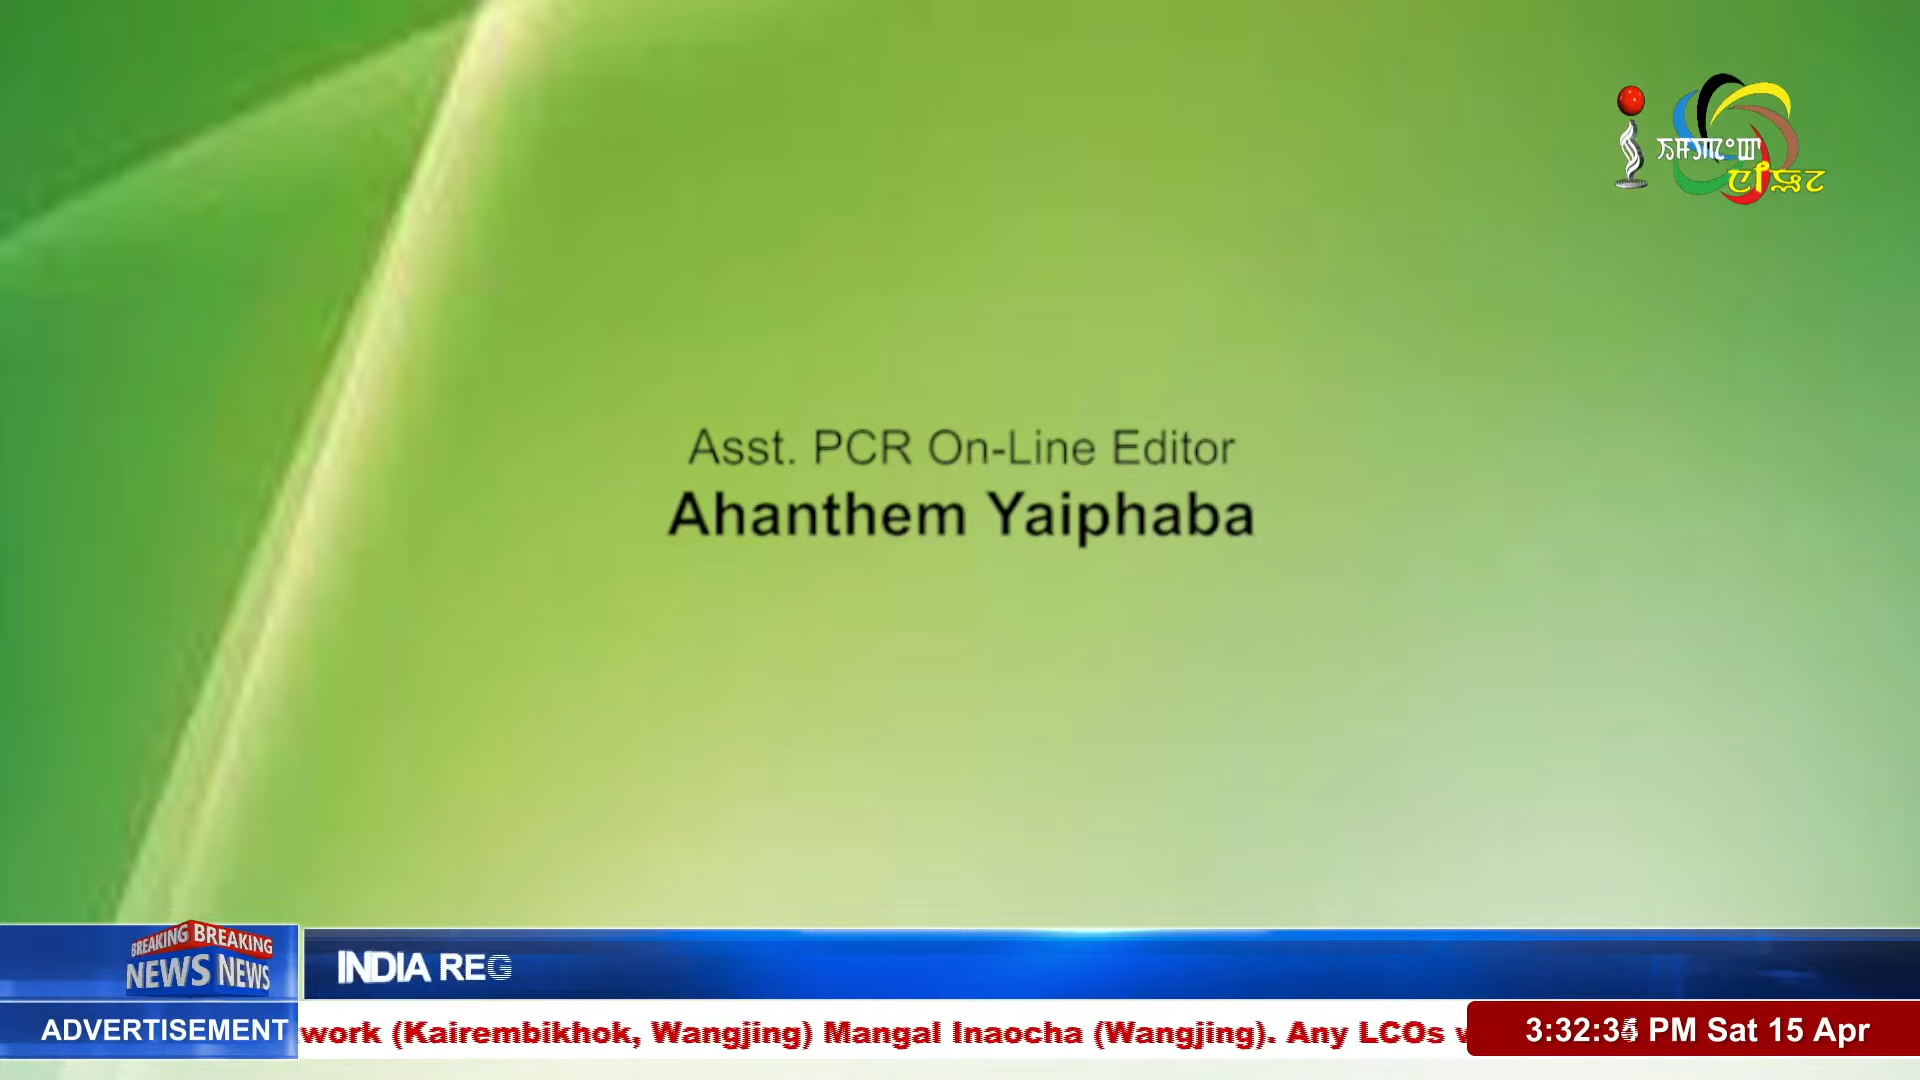 Asst. PCR On-Line Editor
Ahanthem Yaiphaba
BREAKING BREAKING
NEWS NEWS
INDIA REG
ADVERTISEMENT
work (Kairembikhok, Wangjing) Mangal Inaocha (Wangjing). Any LCOs
PM Sat 15 Apr